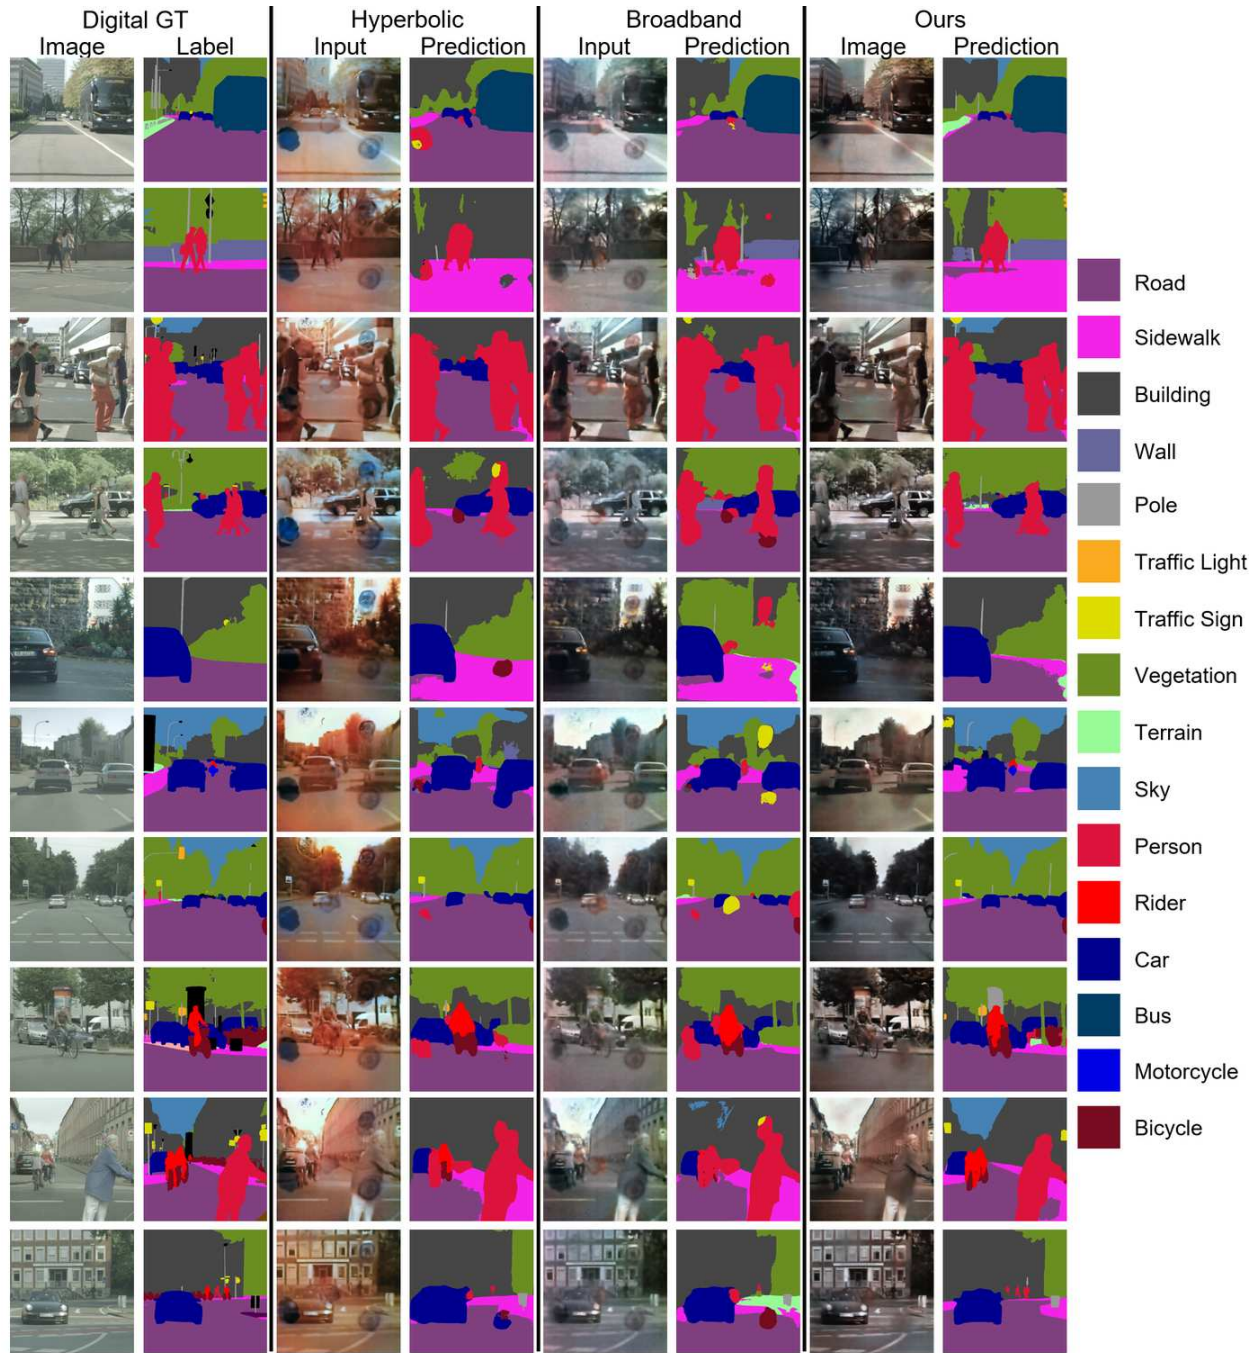 Digital GT Hyperbolic Broadband Ours
Image Label Input Prediction Input Prediction Image Prediction
Road
Sidewalk
Building
Wall
Pole
Traffic Light
Traffic Sign
Vegetation
Terrain
Sky
Person
Rider
Car
Bus
Motorcycle
Bicycle